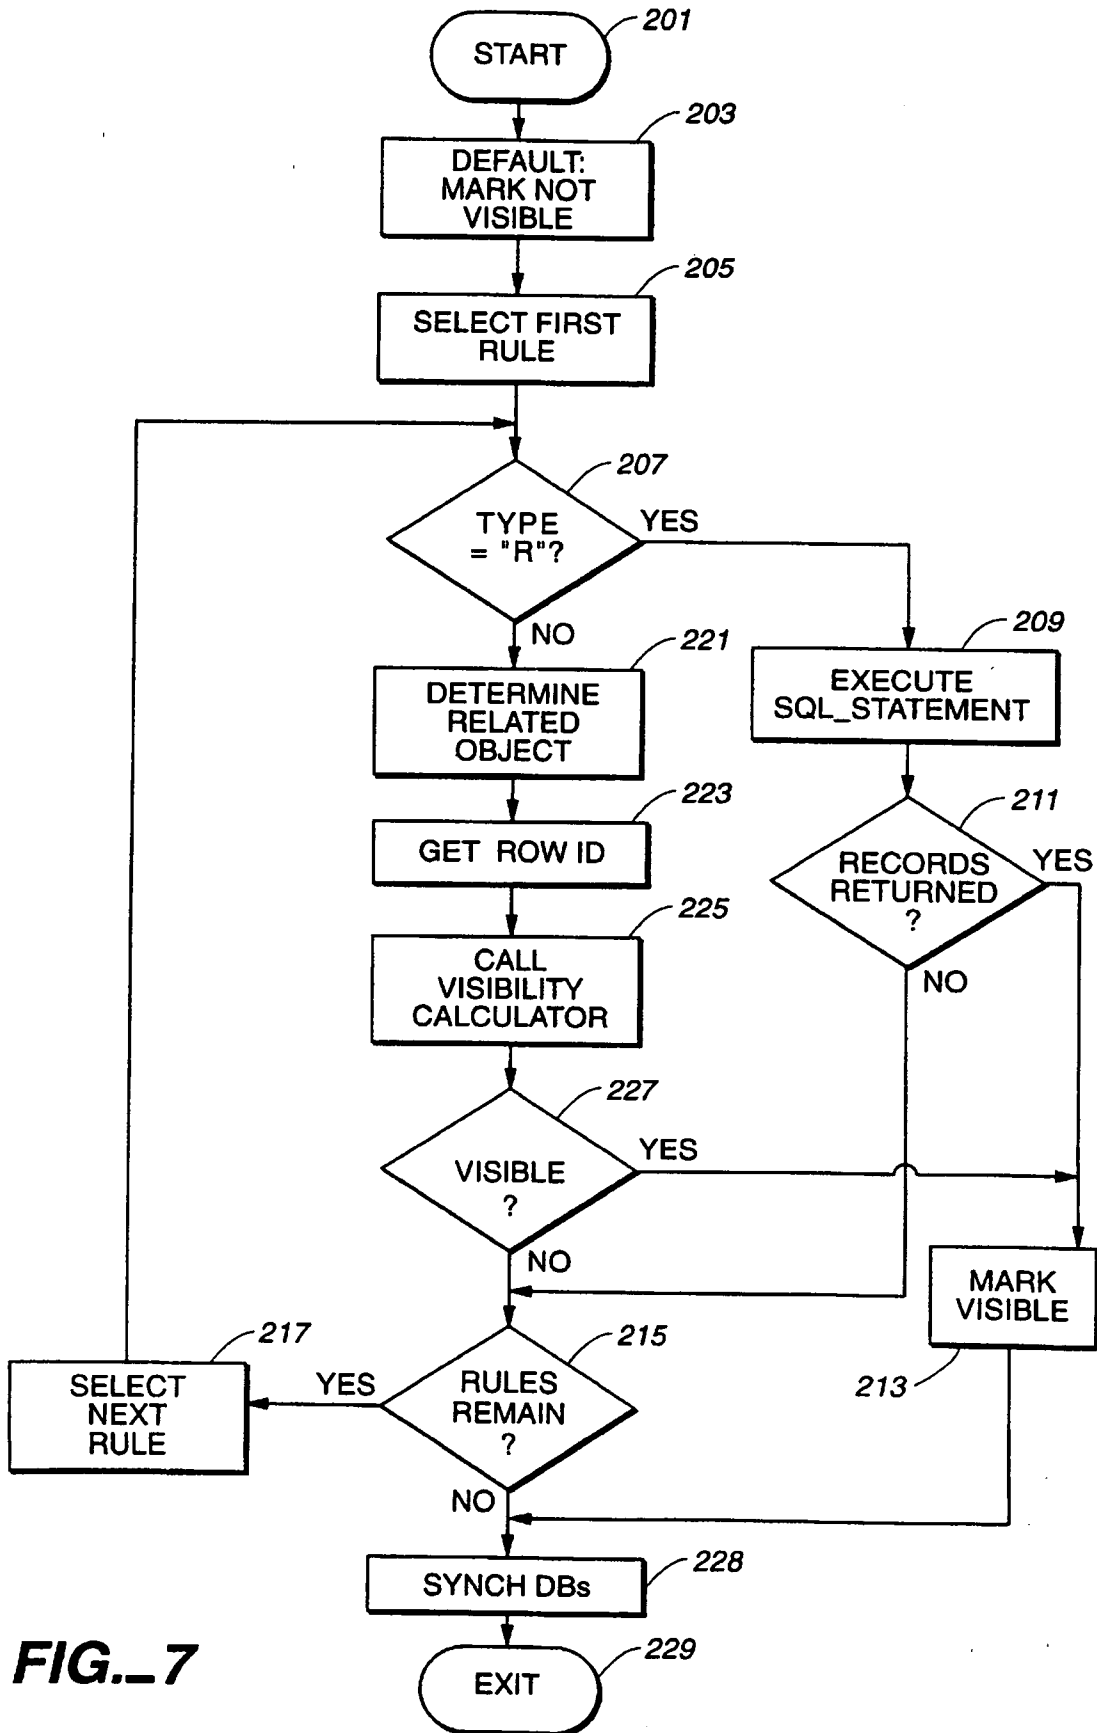 START
201
DEFAULT:
MARK NOT
VISIBLE
203
SELECT FIRST
RULE
205
TYPE
= "R"?
207
YES
NO
DETERMINE
RELATED
OBJECT
221
EXECUTE
SQL_STATEMENT
209
GET ROW ID
223
RECORDS
RETURNED
?
211
YES
NO
CALL
VISIBILITY
CALCULATOR
225
VISIBLE
?
227
YES
NO
MARK
VISIBLE
213
RULES
REMAIN
?
215
YES
NO
SELECT
NEXT
RULE
217
SYNCH DBs
228
EXIT
229
FIG._7